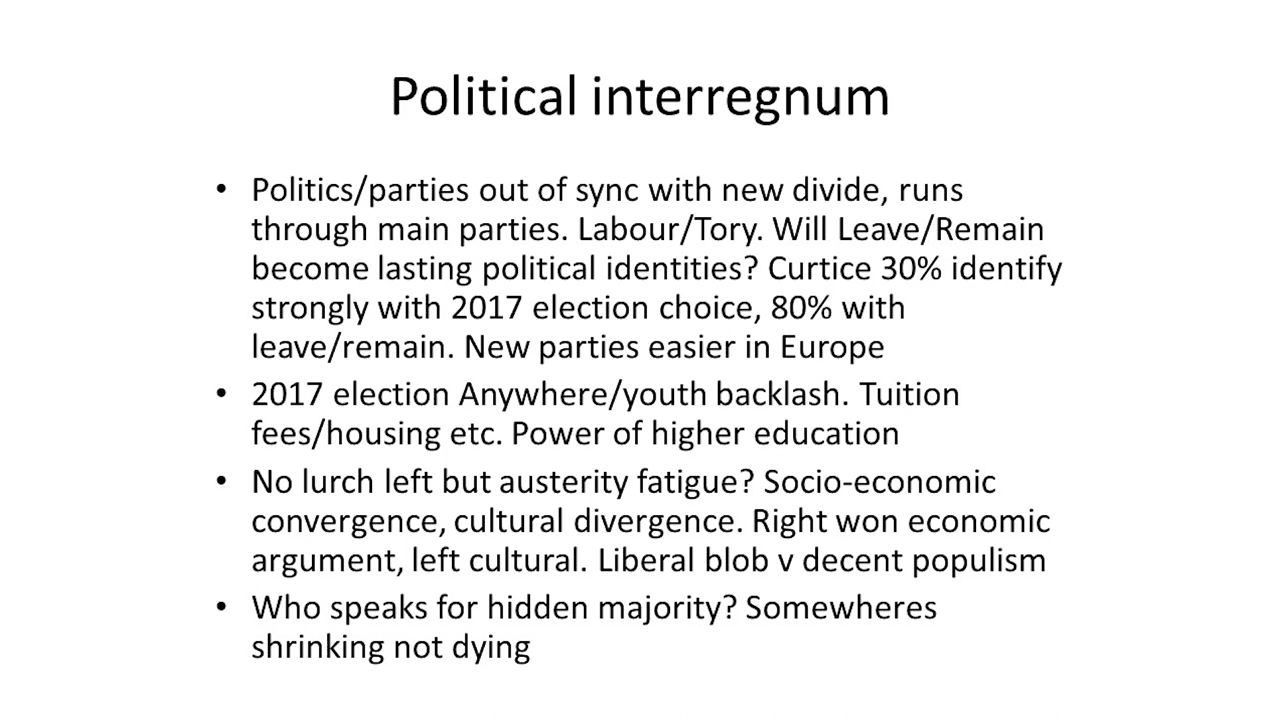 Political interregnum
• Politics/parties out of sync with new divide, runs
through main parties. Labour/Tory. Will Leave/Remain
become lasting political identities? Curtice 30% identify
strongly with 2017 election choice, 80% with
leave/remain. New parties easier in Europe
• 2017 election Anywhere/youth backlash. Tuition
fees/housing etc. Power of higher education
• No lurch left but austerity fatigue? Socio-economic
convergence, cultural divergence. Right won economic
argument, left cultural. Liberal blob v decent populism
• Who speaks for hidden majority? Somewheres
shrinking not dying